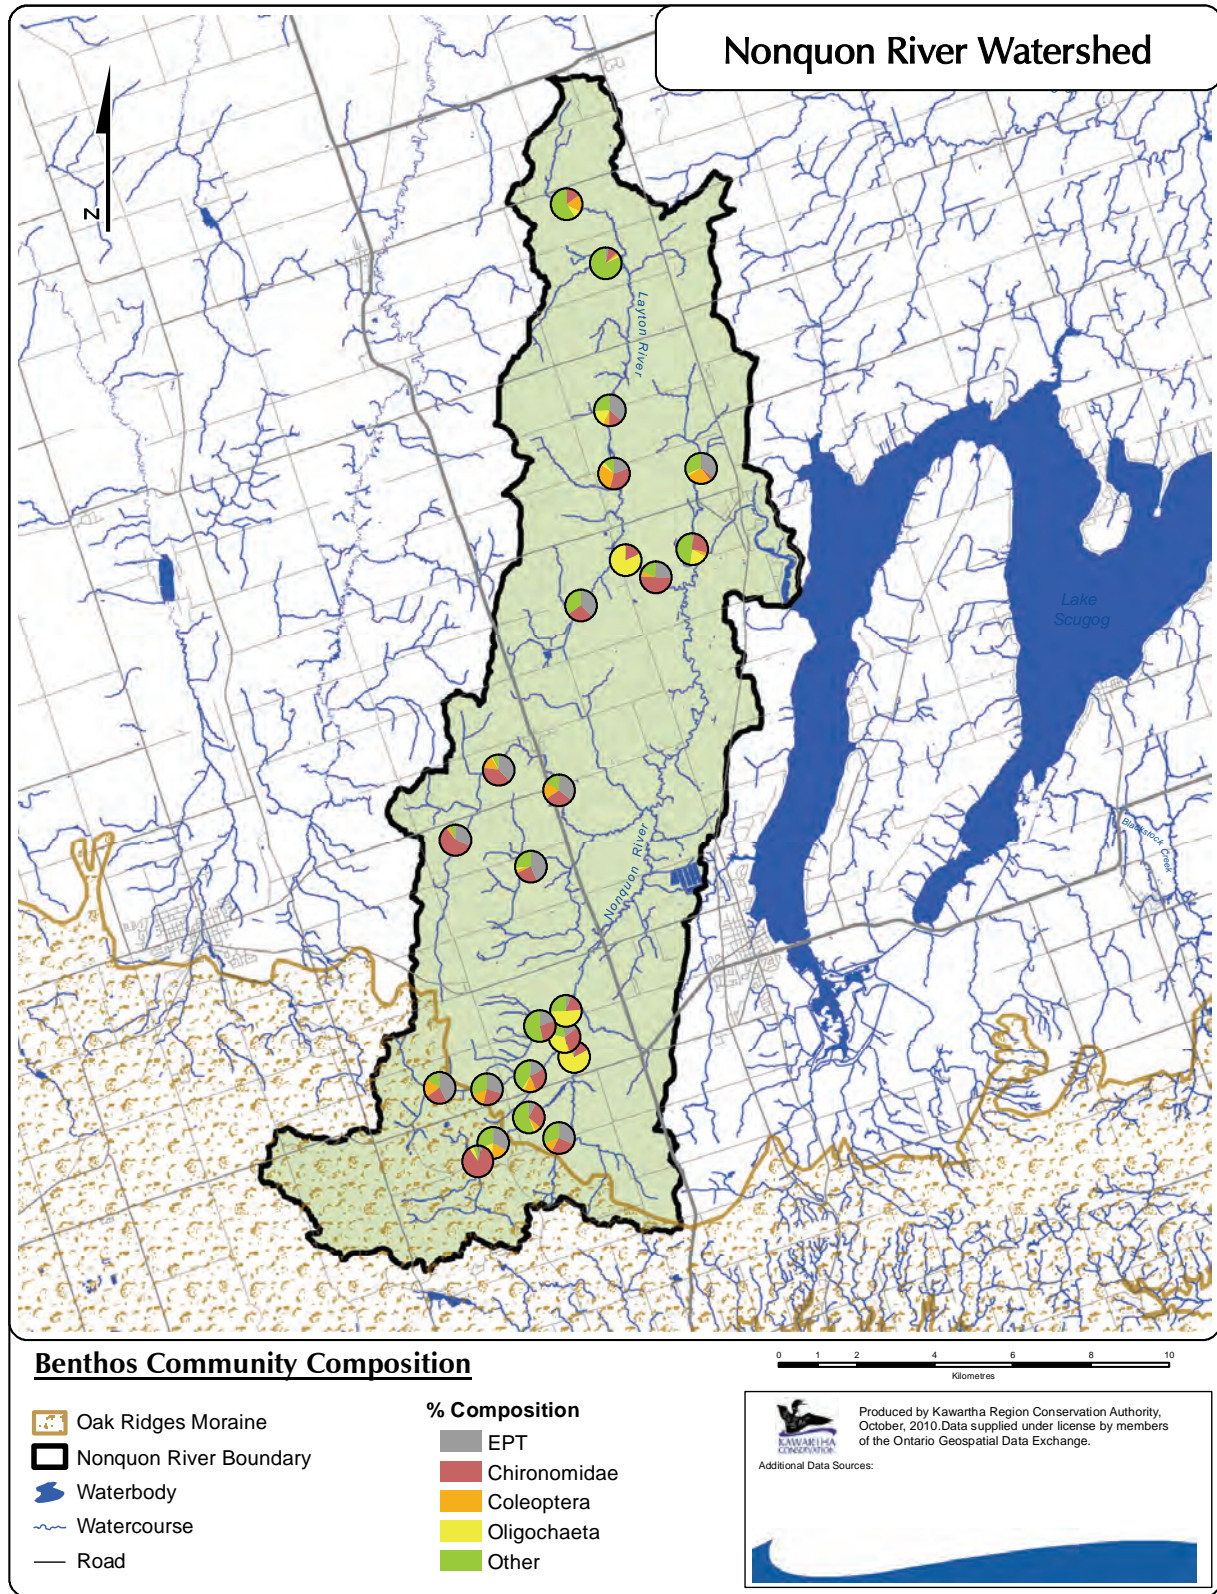 Nonquon River Watershed
N
Layton River
Lake
Scugog
Blackstock Creek
Nonquon River
Benthos Community Composition
Oak Ridges Moraine
Nonquon River Boundary
Waterbody
Watercourse
Road
% Composition
EPT
Chironomidae
Coleoptera
Oligochaeta
Other
0 1 2 4 6 8 10
Kilometres
KAWARTHA
CONSERVATION
Produced by Kawartha Region Conservation Authority,
October, 2010.Data supplied under license by members
of the Ontario Geospatial Data Exchange.
Additional Data Sources: